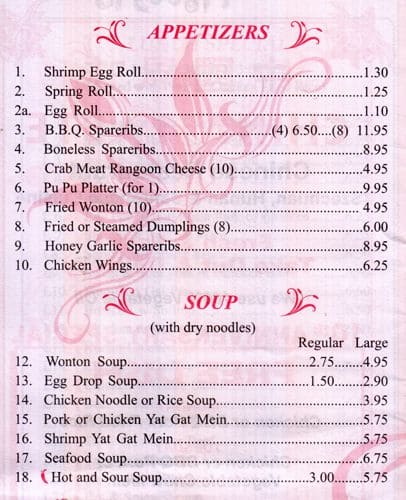 APPETIZERS
1. Shrimp Egg Roll........................................................1.30
2. Spring Roll...............................................................1.25
2a. Egg Roll..................................................................1.10
3. B.B.Q. Spareribs..........................(4) 6.50....(8) 11.95
4. Boneless Spareribs...................................................8.95
5. Crab Meat Rangoon Cheese (10)...............................4.95
6. Pu Pu Platter (for 1).................................................9.95
7. Fried Wonton (10)....................................................4.95
8. Fried or Steamed Dumplings (8)..............................6.00
9. Honey Garlic Spareribs.............................................8.95
10. Chicken Wings.........................................................6.25
SOUP
(with dry noodles)
Regular Large
12. Wonton Soup..........................................2.75........4.95
13. Egg Drop Soup.......................................1.50........2.90
14. Chicken Noodle or Rice Soup...................................3.95
15. Pork or Chicken Yat Gat Mein.................................5.75
16. Shrimp Yat Gat Mein................................................5.75
17. Seafood Soup............................................................6.75
18. Hot and Sour Soup.................................3.00........5.75